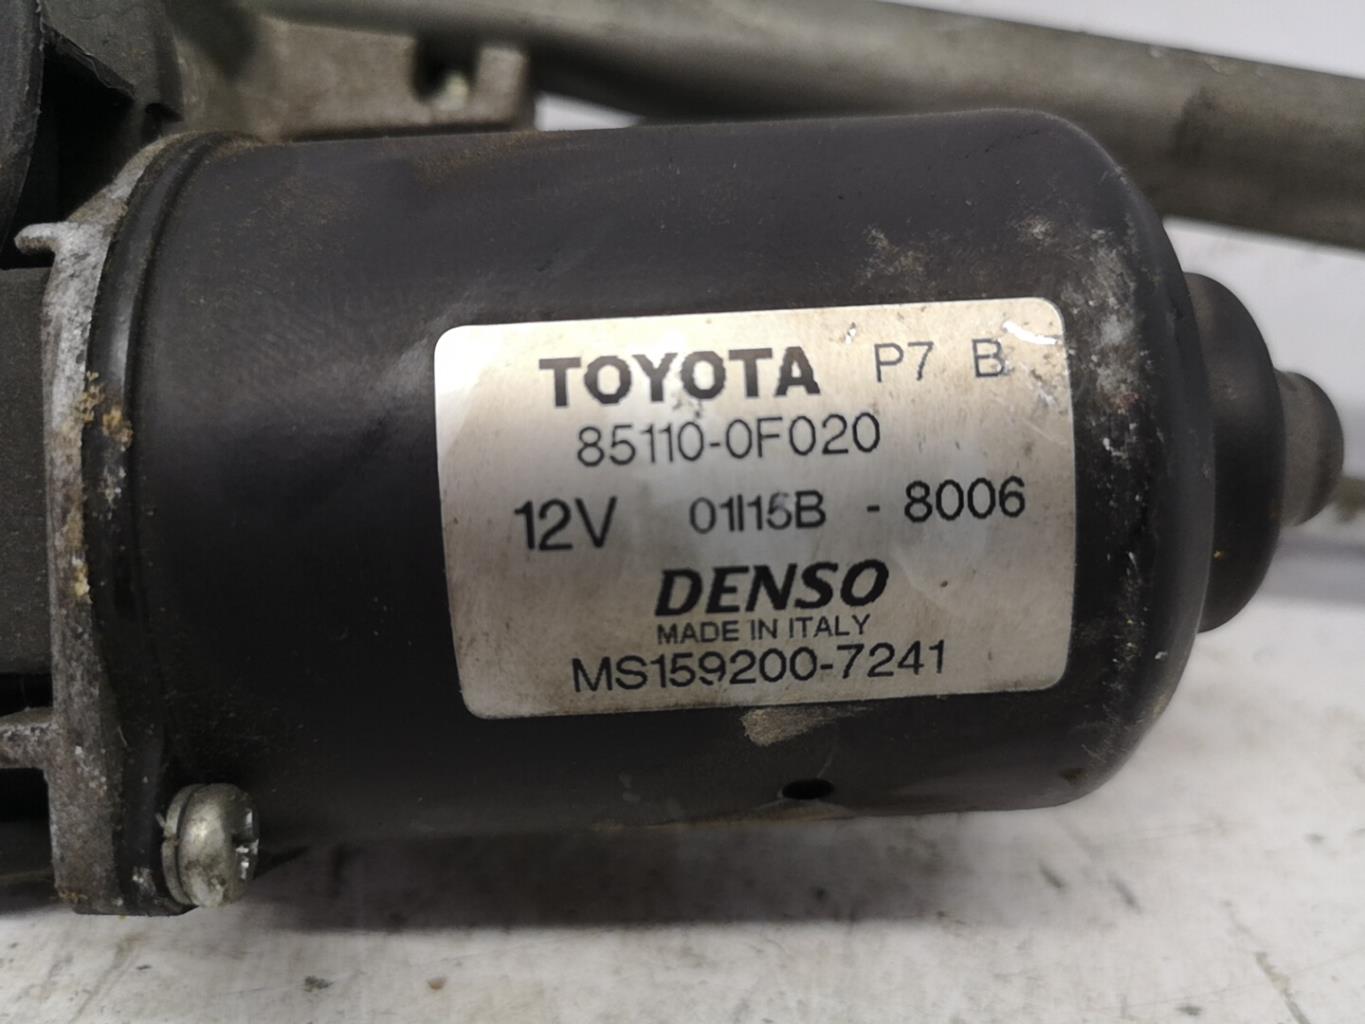 TOYOTA P7 B
85110-0F020
12V 01I15B - 8006
DENSO
MADE IN ITALY
MS159200-7241